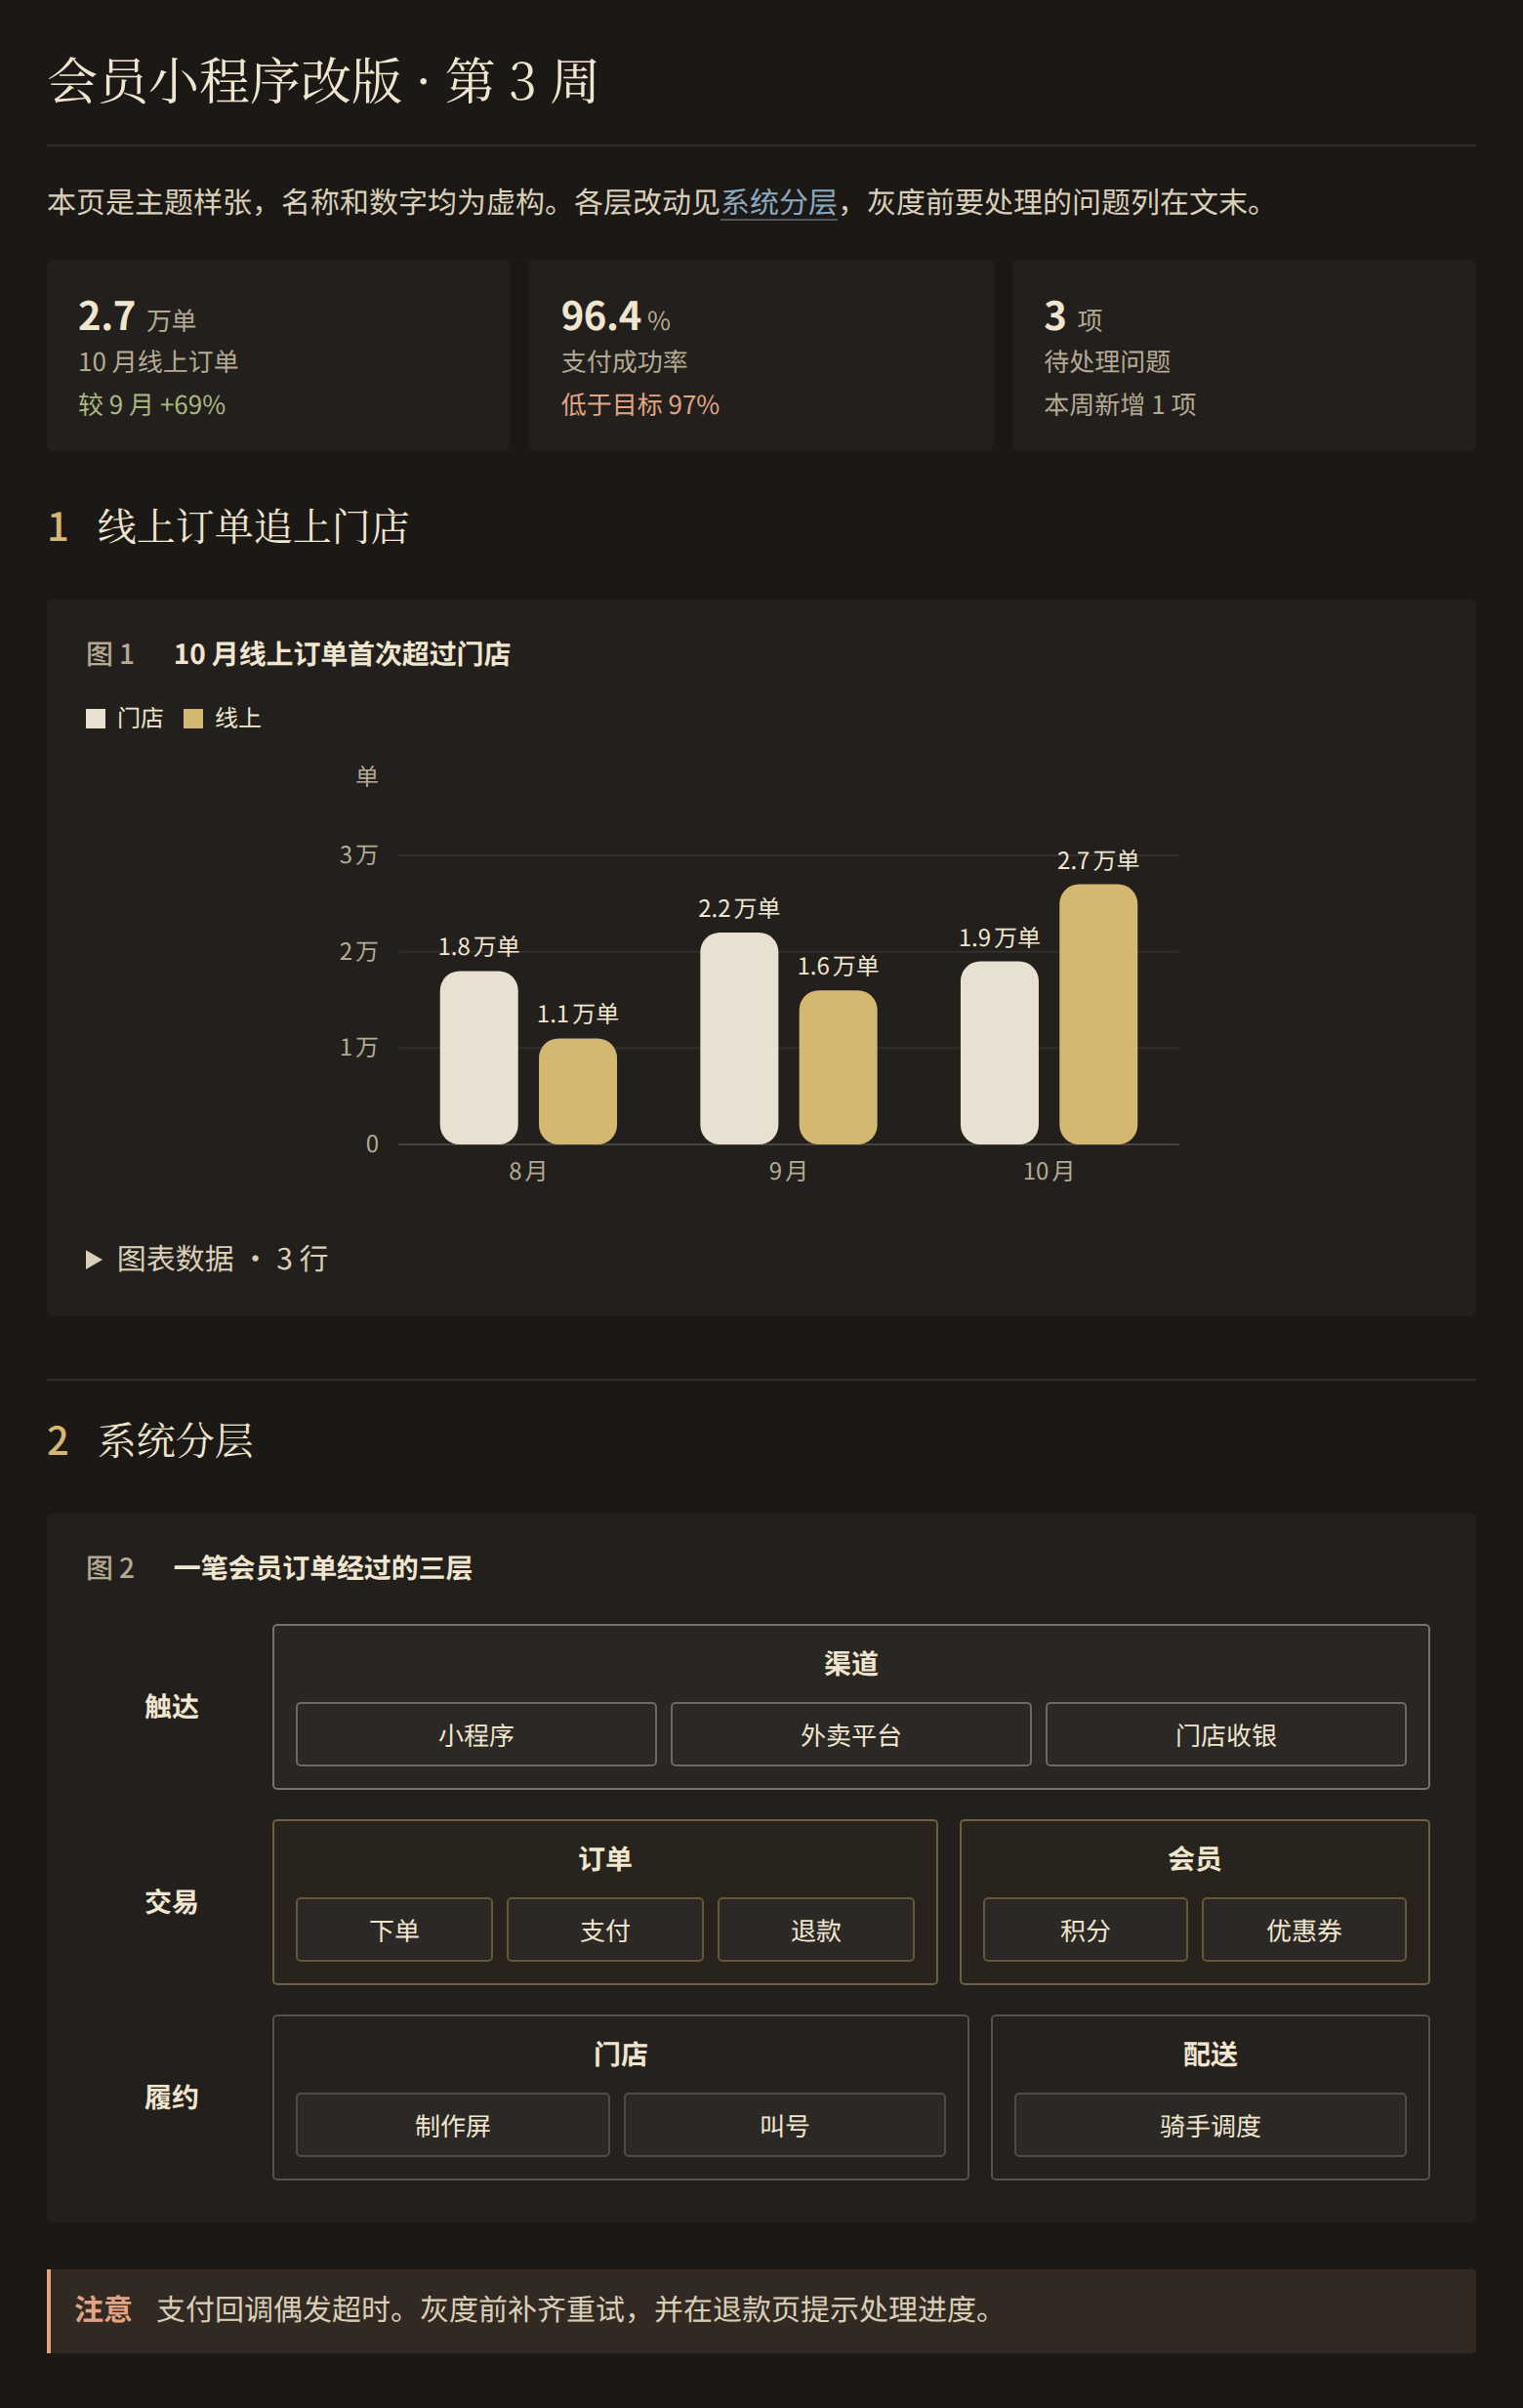 会员小程序改版 · 第 3 周
本页是主题样张，名称和数字均为虚构。各层改动见系统分层，灰度前要处理的问题列在文末。
2.7 万单
10 月线上订单
较 9 月 +69%
96.4 %
支付成功率
低于目标 97%
3 项
待处理问题
本周新增 1 项
1 线上订单追上门店
图 1 10 月线上订单首次超过门店
门店 线上
单
3 万
2 万
1 万
0
1.8 万单
1.1 万单
2.2 万单
1.6 万单
1.9 万单
2.7 万单
8 月
9 月
10 月
▶ 图表数据 · 3 行
2 系统分层
图 2 一笔会员订单经过的三层
触达
渠道
小程序 外卖平台 门店收银
交易
订单
下单 支付 退款
会员
积分 优惠券
履约
门店
制作屏 叫号
配送
骑手调度
注意 支付回调偶发超时。灰度前补齐重试，并在退款页提示处理进度。